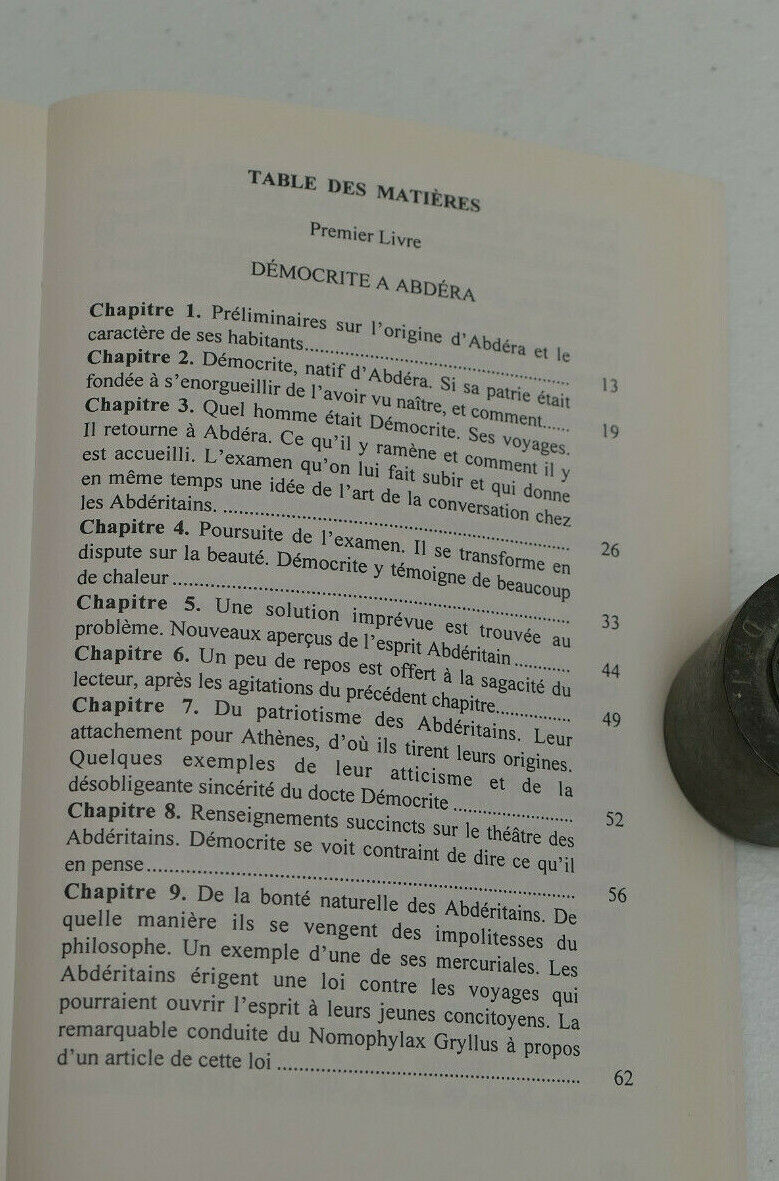 TABLE DES MATIÈRES
Premier Livre
DÉMOCRITE A ABDÉRA
Chapitre 1. Préliminaires sur l'origine d'Abdéra et le
caractère de ses habitants.................................................. 13
Chapitre 2. Démocrite, natif d'Abdéra. Si sa patrie était
fondée à s'enorgueillir de l'avoir vu naître, et comment...... 19
Chapitre 3. Quel homme était Démocrite. Ses voyages.
Il retourne à Abdéra. Ce qu'il y ramène et comment il y
est accueilli. L'examen qu'on lui fait subir et qui donne
en même temps une idée de l'art de la conversation chez
les Abdéritains. ................................................................ 26
Chapitre 4. Poursuite de l'examen. Il se transforme en
dispute sur la beauté. Démocrite y témoigne de beaucoup
de chaleur ........................................................................ 33
Chapitre 5. Une solution imprévue est trouvée au
problème. Nouveaux aperçus de l'esprit Abdéritain ........... 44
Chapitre 6. Un peu de repos est offert à la sagacité du
lecteur, après les agitations du précédent chapitre............... 49
Chapitre 7. Du patriotisme des Abdéritains. Leur
attachement pour Athènes, d'où ils tirent leurs origines.
Quelques exemples de leur atticisme et de la
désobligeante sincérité du docte Démocrite ........................ 52
Chapitre 8. Renseignements succincts sur le théâtre des
Abdéritains. Démocrite se voit contraint de dire ce qu'il
en pense............................................................................ 56
Chapitre 9. De la bonté naturelle des Abdéritains. De
quelle manière ils se vengent des impolitesses du
philosophe. Un exemple d'une de ses mercuriales. Les
Abdéritains érigent une loi contre les voyages qui
pourraient ouvrir l'esprit à leurs jeunes concitoyens. La
remarquable conduite du Nomophylax Gryllus à propos
d'un article de cette loi ...................................................... 62